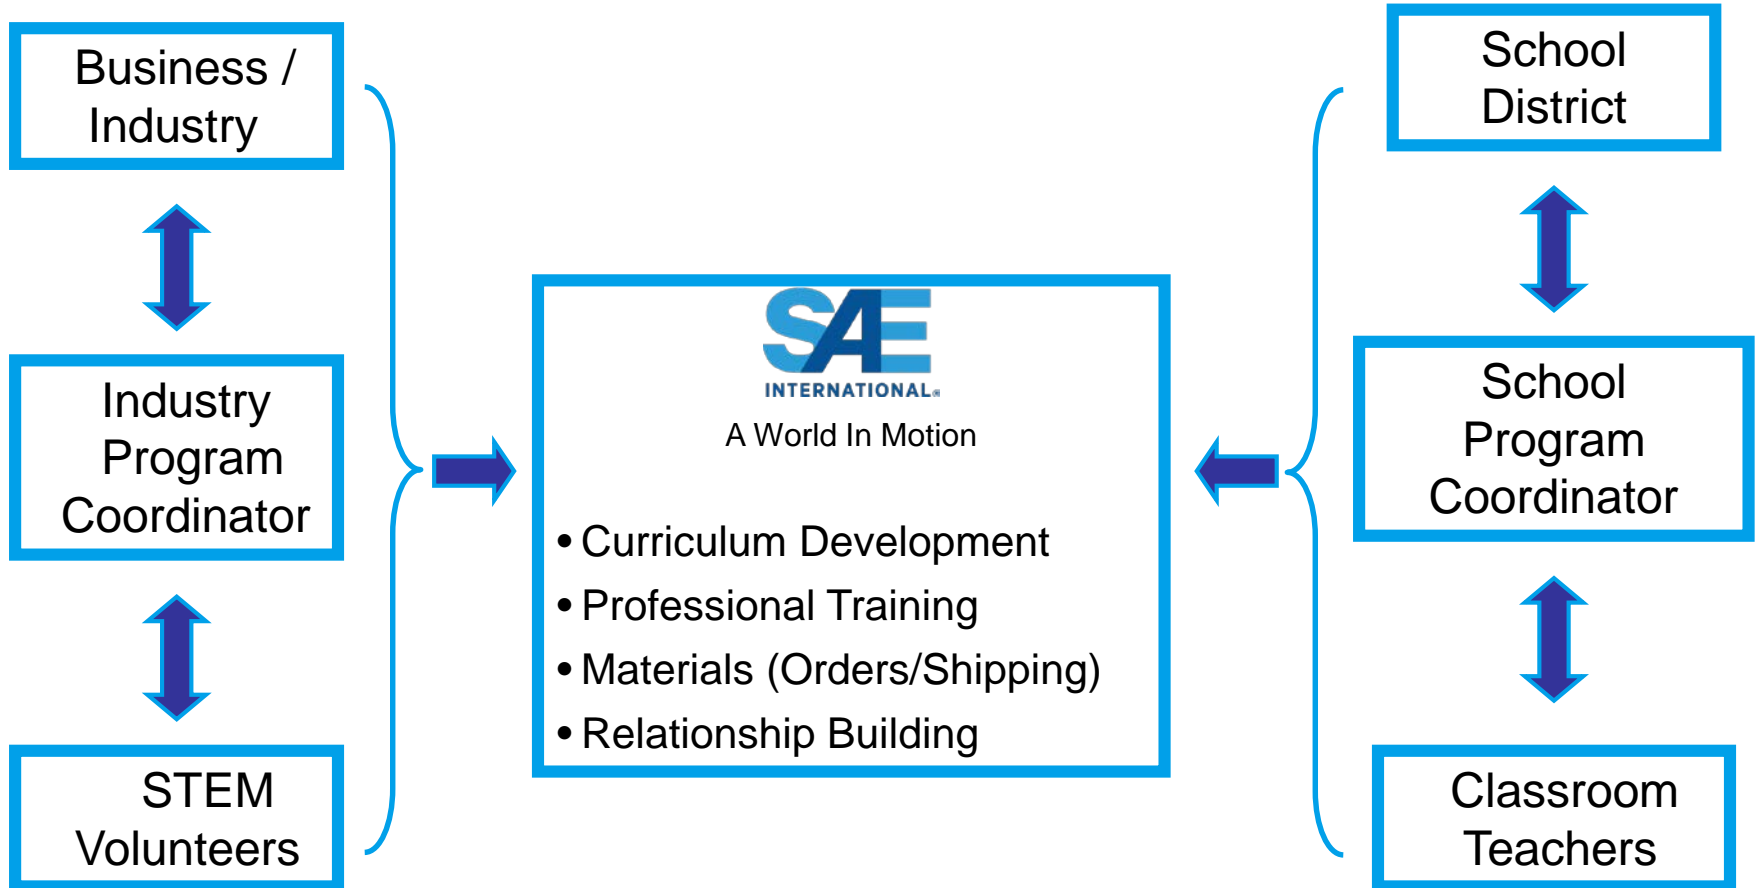 Business /
Industry
Industry
Program
Coordinator
STEM
Volunteers
SAE
INTERNATIONAL®
A World In Motion
• Curriculum Development
• Professional Training
• Materials (Orders/Shipping)
• Relationship Building
School
District
School
Program
Coordinator
Classroom
Teachers